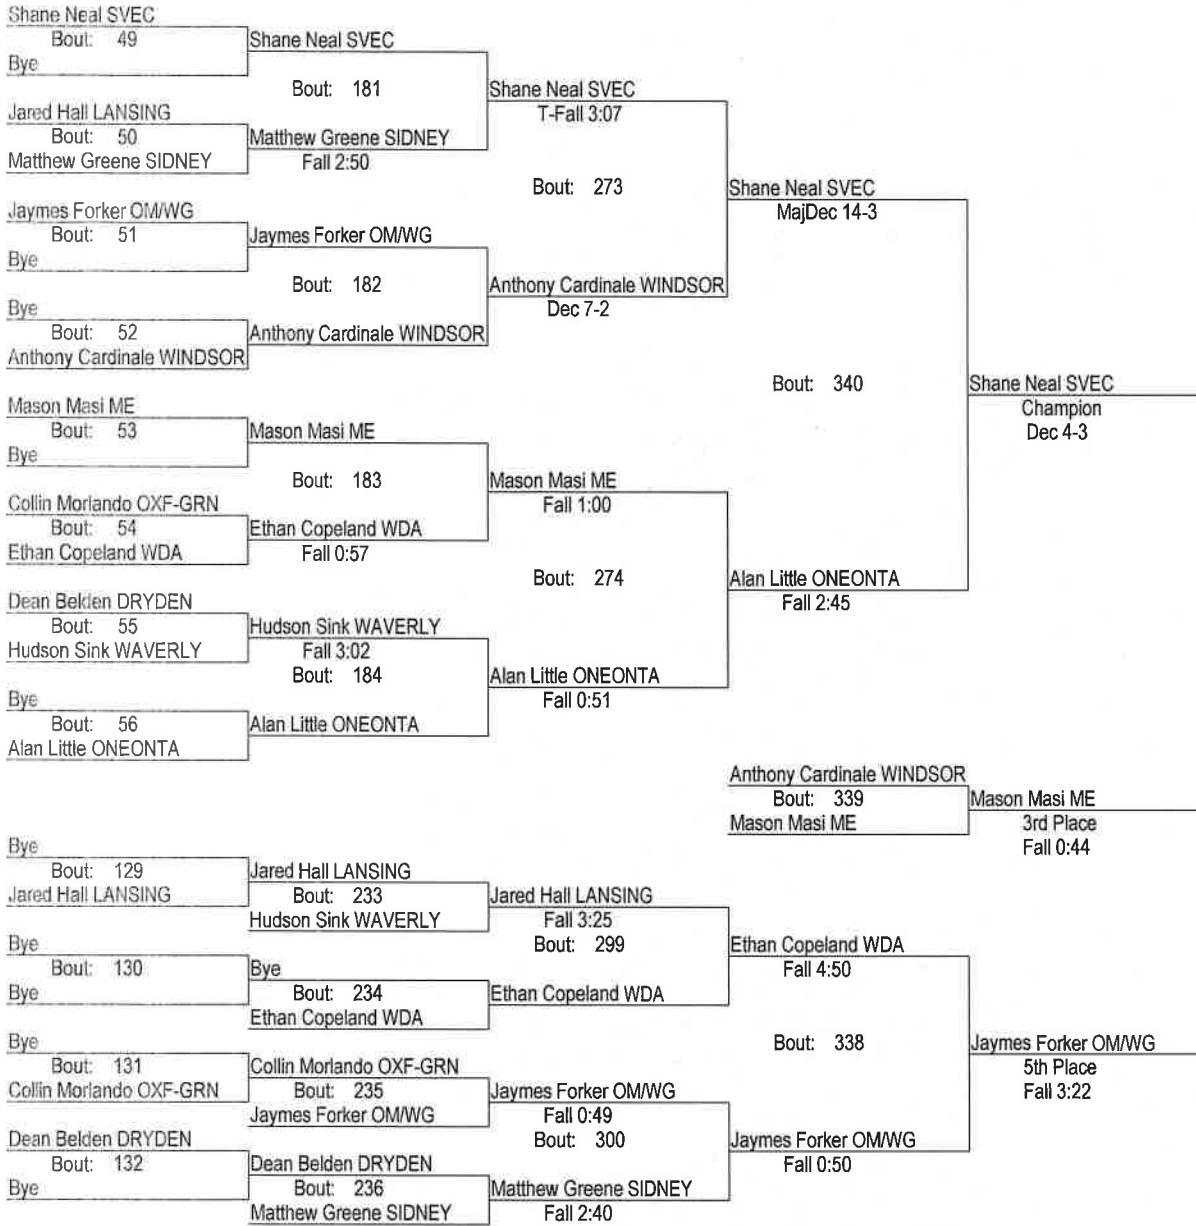 Shane Neal SVEC
Bout: 49
Bye
Shane Neal SVEC
Bout: 181
Jared Hall LANSING
Bout: 50
Matthew Greene SIDNEY
Matthew Greene SIDNEY
Fall 2:50
Shane Neal SVEC
T-Fall 3:07
Bout: 273
Jaymes Forker OM/WG
Bout: 51
Bye
Jaymes Forker OM/WG
Bout: 182
Bye
Bout: 52
Anthony Cardinale WINDSOR
Anthony Cardinale WINDSOR
Anthony Cardinale WINDSOR
Dec 7-2
Shane Neal SVEC
MajDec 14-3
Bout: 340
Shane Neal SVEC
Champion
Dec 4-3
Mason Masi ME
Bout: 53
Bye
Mason Masi ME
Bout: 183
Collin Morlando OXF-GRN
Bout: 54
Ethan Copeland WDA
Ethan Copeland WDA
Fall 0:57
Mason Masi ME
Fall 1:00
Bout: 274
Dean Belden DRYDEN
Bout: 55
Hudson Sink WAVERLY
Hudson Sink WAVERLY
Fall 3:02
Bout: 184
Bye
Bout: 56
Alan Little ONEONTA
Alan Little ONEONTA
Alan Little ONEONTA
Fall 0:51
Alan Little ONEONTA
Fall 2:45
Anthony Cardinale WINDSOR
Bout: 339
Mason Masi ME
Mason Masi ME
3rd Place
Fall 0:44
Bye
Bout: 129
Jared Hall LANSING
Jared Hall LANSING
Bout: 233
Hudson Sink WAVERLY
Jared Hall LANSING
Fall 3:25
Bout: 299
Bye
Bout: 130
Bye
Bye
Bout: 234
Ethan Copeland WDA
Ethan Copeland WDA
Ethan Copeland WDA
Fall 4:50
Bout: 338
Bye
Bout: 131
Collin Morlando OXF-GRN
Collin Morlando OXF-GRN
Bout: 235
Jaymes Forker OM/WG
Jaymes Forker OM/WG
Fall 0:49
Bout: 300
Dean Belden DRYDEN
Bout: 132
Bye
Dean Belden DRYDEN
Bout: 236
Matthew Greene SIDNEY
Matthew Greene SIDNEY
Fall 2:40
Jaymes Forker OM/WG
Fall 0:50
Jaymes Forker OM/WG
5th Place
Fall 3:22